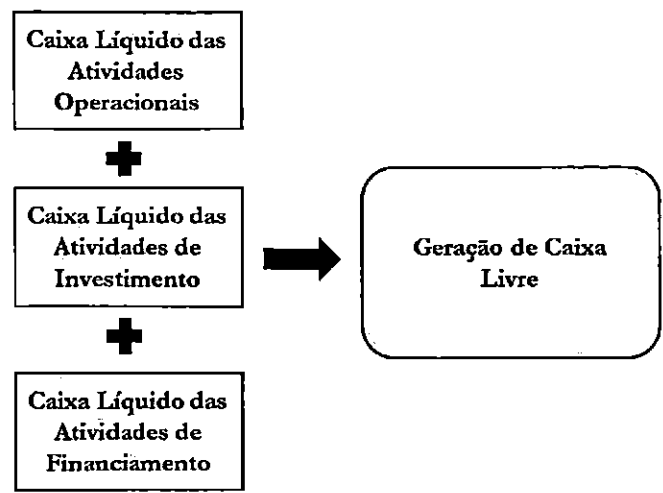 Caixa Líquido das
Atividades
Operacionais
+
Caixa Líquido das
Atividades de
Investimento
+
Caixa Líquido das
Atividades de
Financiamento
Geração de Caixa
Livre